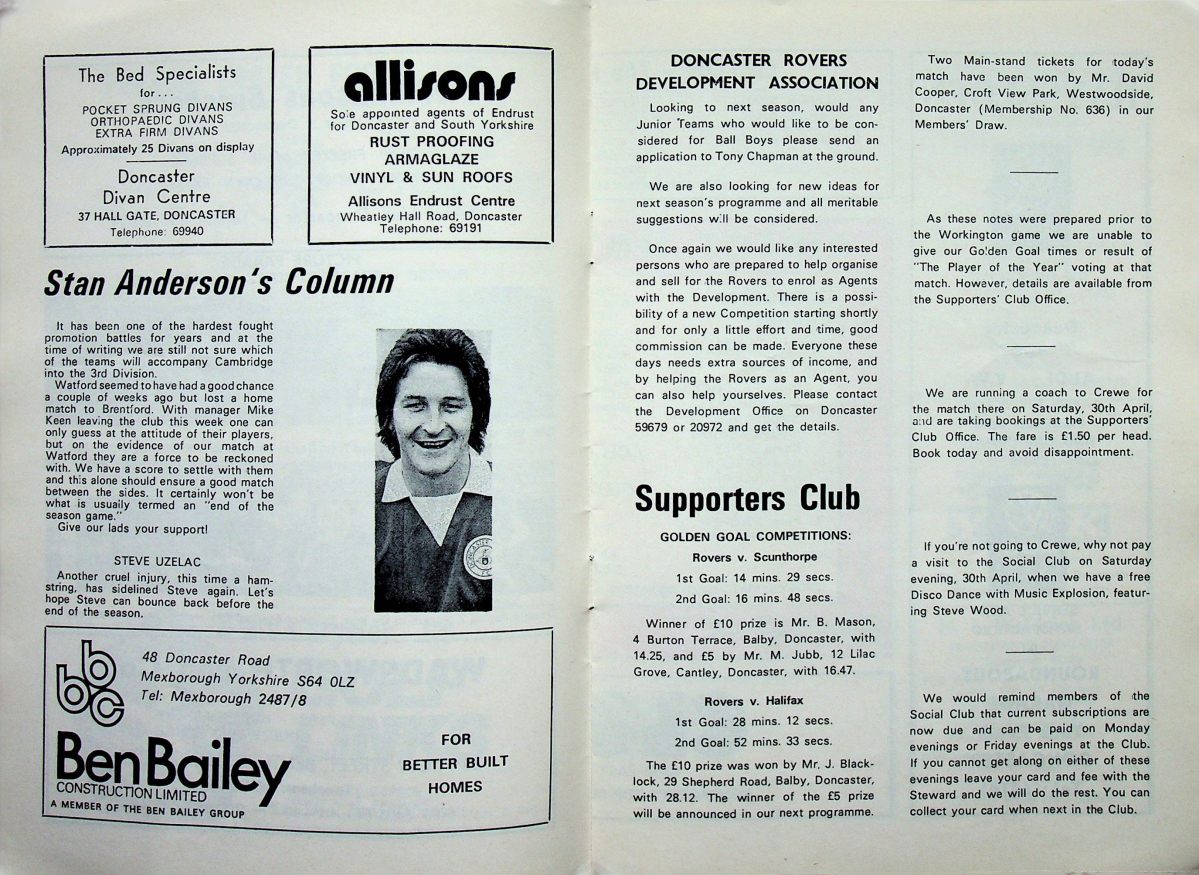 The Bed Specialists
for...
POCKET SPRUNG DIVANS
ORTHOPAEDIC DIVANS
EXTRA FIRM DIVANS
Approximately 25 Divans on display
Doncaster
Divan Centre
37 HALL GATE, DONCASTER
Telephone: 69940
allisons
Sole appointed agents of Endrust
for Doncaster and South Yorkshire
RUST PROOFING
ARMAGLAZE
VINYL & SUN ROOFS
Allisons Endrust Centre
Wheatley Hall Road, Doncaster
Telephone: 69191
Stan Anderson's Column
It has been one of the hardest fought
promotion battles for years and at the
time of writing we are still not sure which
of the teams will accompany Cambridge
into the 3rd Division.
Watford seemed to have had a good chance
a couple of weeks ago but lost a home
match to Brentford. With manager Mike
Keen leaving the club this week one can
only guess at the attitude of their players,
but on the evidence of our match at
Watford they are a force to be reckoned
with. We have a score to settle with them
and this alone should ensure a good match
between the sides. It certainly won't be
what is usually termed an "end of the
season game."
Give our lads your support!
STEVE UZELAC
Another cruel injury, this time a ham-
string, has sidelined Steve again. Let's
hope Steve can bounce back before the
end of the season.
bbc
48 Doncaster Road
Mexborough Yorkshire S64 OLZ
Tel: Mexborough 2487/8
Ben Bailey
CONSTRUCTION LIMITED
A MEMBER OF THE BEN BAILEY GROUP
FOR
BETTER BUILT
HOMES
DONCASTER ROVERS
DEVELOPMENT ASSOCIATION
Looking to next season, would any
Junior Teams who would like to be con-
sidered for Ball Boys please send an
application to Tony Chapman at the ground.
We are also looking for new ideas for
next season's programme and all meritable
suggestions will be considered.
Once again we would like any interested
persons who are prepared to help organise
and sell for the Rovers to enrol as Agents
with the Development. There is a possi-
bility of a new Competition starting shortly
and for only a little effort and time, good
commission can be made. Everyone these
days needs extra sources of income, and
by helping the Rovers as an Agent, you
can also help yourselves. Please contact
the Development Office on Doncaster
59679 or 20972 and get the details.
Supporters Club
GOLDEN GOAL COMPETITIONS:
Rovers v. Scunthorpe
1st Goal: 14 mins. 29 secs.
2nd Goal: 16 mins. 48 secs.
Winner of £10 prize is Mr. B. Mason,
4 Burton Terrace, Balby, Doncaster, with
14.25, and £5 by Mr. M. Jubb, 12 Lilac
Grove, Cantley, Doncaster, with 16.47.
Rovers v. Halifax
1st Goal: 28 mins. 12 secs.
2nd Goal: 52 mins. 33 secs.
The £10 prize was won by Mr. J. Black-
lock, 29 Shepherd Road, Balby, Doncaster,
with 28.12. The winner of the £5 prize
will be announced in our next programme.
Two Main-stand tickets for today's
match have been won by Mr. David
Cooper, Croft View Park, Westwoodside,
Doncaster (Membership No. 636) in our
Members' Draw.
As these notes were prepared prior to
the Workington game we are unable to
give our Golden Goal times or result of
"The Player of the Year" voting at that
match. However, details are available from
the Supporters' Club Office.
We are running a coach to Crewe for
the match there on Saturday, 30th April,
and are taking bookings at the Supporters'
Club Office. The fare is £1.50 per head.
Book today and avoid disappointment.
If you're not going to Crewe, why not pay
a visit to the Social Club on Saturday
evening, 30th April, when we have a free
Disco Dance with Music Explosion, featur-
ing Steve Wood.
We would remind members of the
Social Club that current subscriptions are
now due and can be paid on Monday
evenings or Friday evenings at the Club.
If you cannot get along on either of these
evenings leave your card and fee with the
Steward and we will do the rest. You can
collect your card when next in the Club.